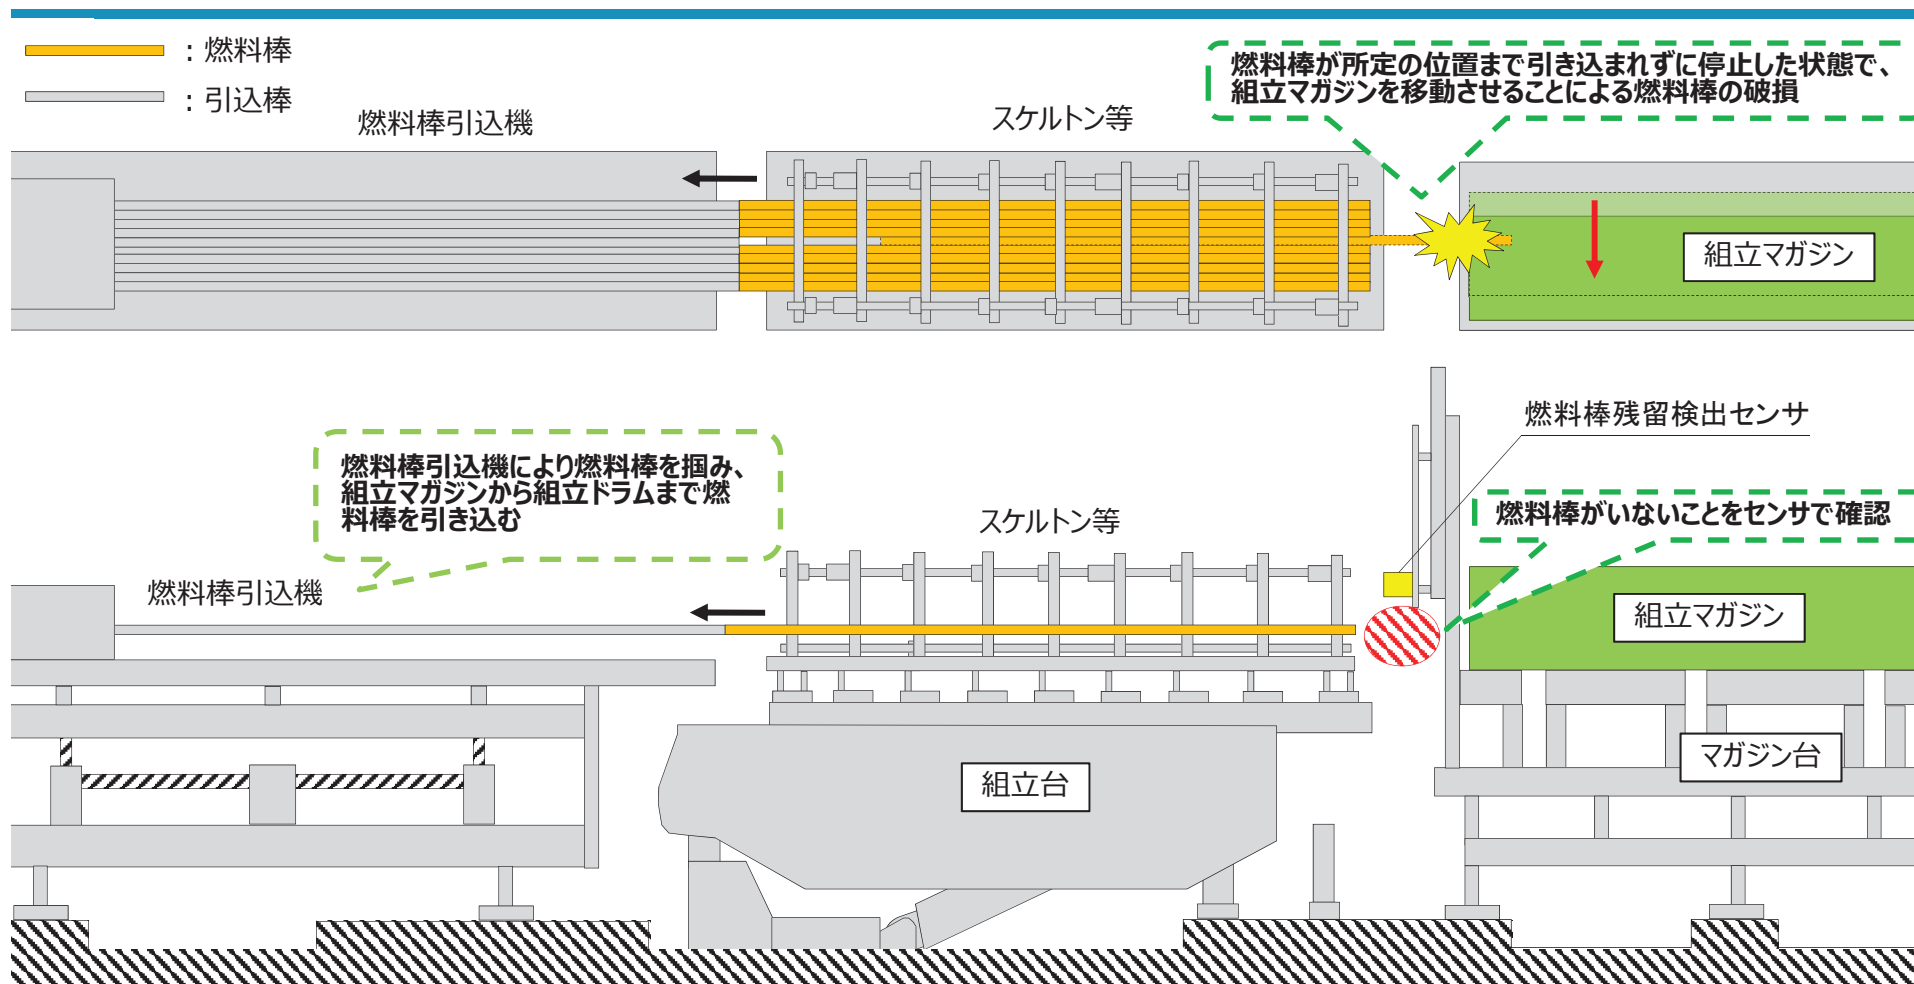 ：燃料棒
：引込棒
燃料棒引込機
スケルトン等
燃料棒が所定の位置まで引き込まれずに停止した状態で、
組立マガジンを移動させることによる燃料棒の破損
組立マガジン
燃料棒残留検出センサ
燃料棒引込機により燃料棒を掴み、
組立マガジンから組立ドラムまで燃
料棒を引き込む
スケルトン等
燃料棒がいないことをセンサで確認
燃料棒引込機
組立マガジン
マガジン台
組立台